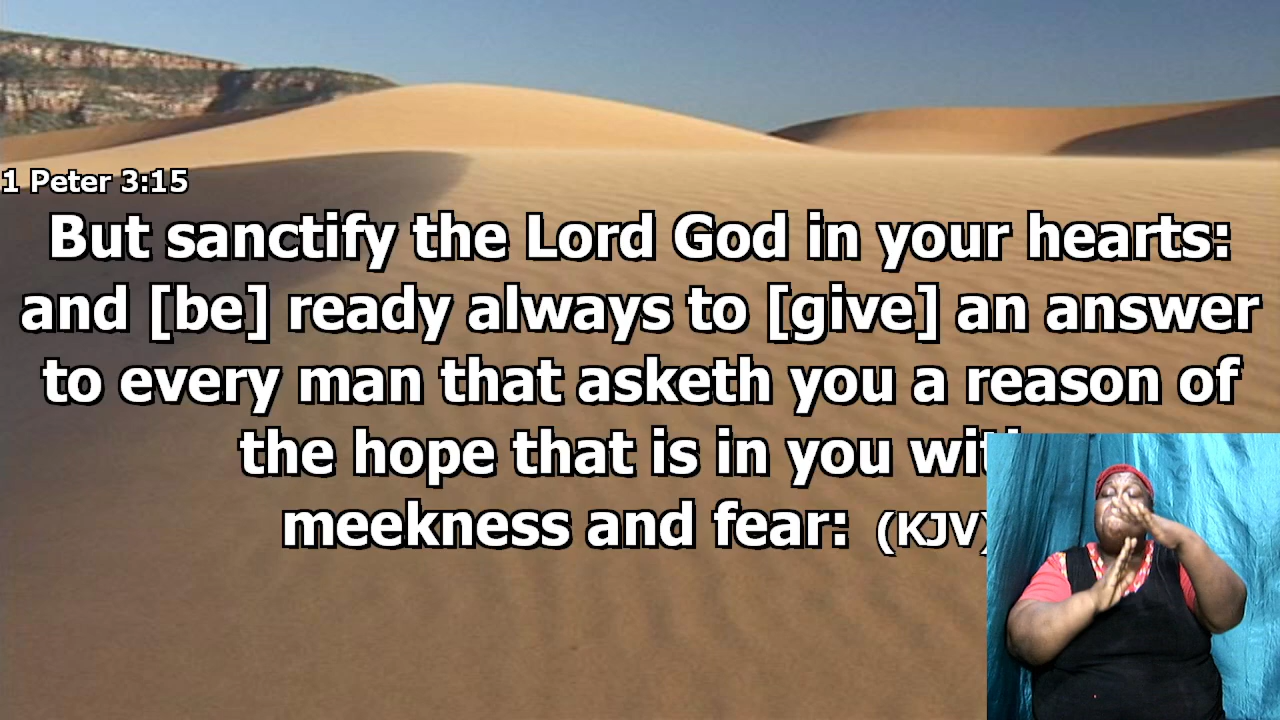 1 Peter 3:15
But sanctify the Lord God in your hearts:
and [be] ready always to [give] an answer
to every man that asketh you a reason of
the hope that is in you with
meekness and fear: (KJV)